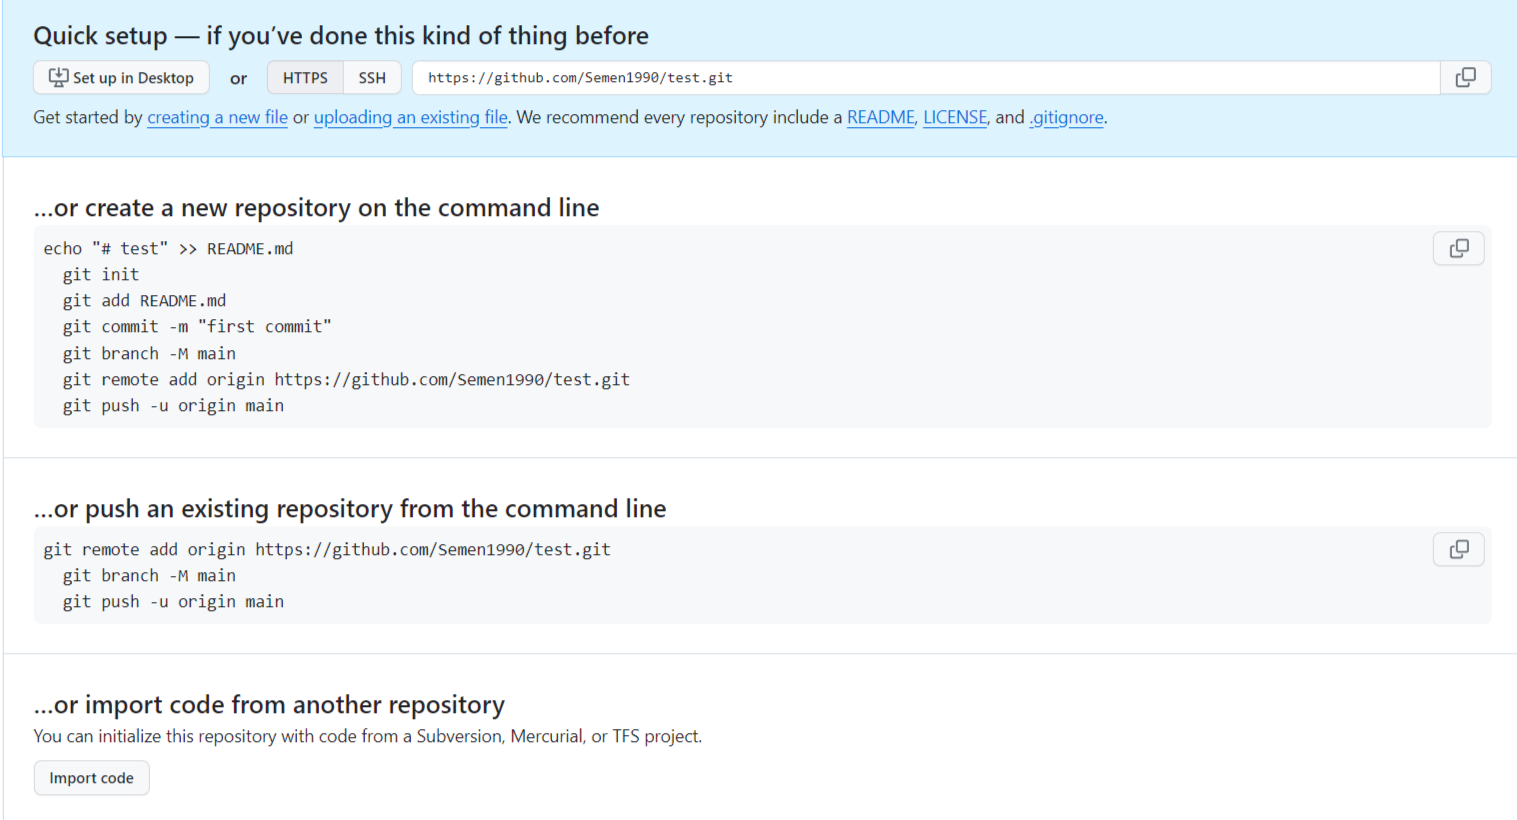 Quick setup — if you’ve done this kind of thing before
Set up in Desktop or HTTPS SSH https://github.com/Semen1990/test.git
Get started by creating a new file or uploading an existing file. We recommend every repository include a README, LICENSE, and .gitignore.
…or create a new repository on the command line
echo "# test" >> README.md
git init
git add README.md
git commit -m "first commit"
git branch -M main
git remote add origin https://github.com/Semen1990/test.git
git push -u origin main
…or push an existing repository from the command line
git remote add origin https://github.com/Semen1990/test.git
git branch -M main
git push -u origin main
…or import code from another repository
You can initialize this repository with code from a Subversion, Mercurial, or TFS project.
Import code